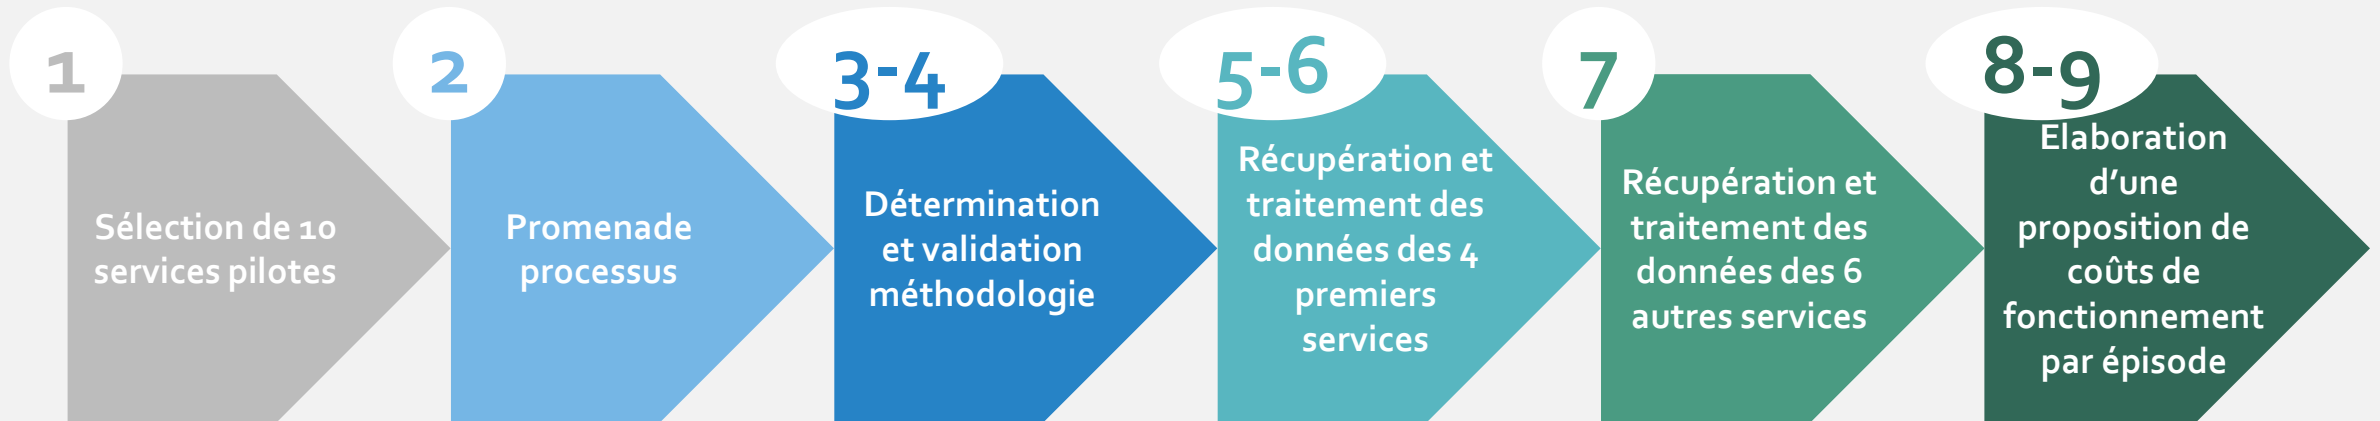 1
Sélection de 10
services pilotes
2
Promenade
processus
3-4
Détermination
et validation
méthodologie
5-6
Récupération et
traitement des
données des 4
premiers
services
7
Récupération et
traitement des
données des 6
autres services
8-9
Elaboration
d’une
proposition de
coûts de
fonctionnement
par épisode